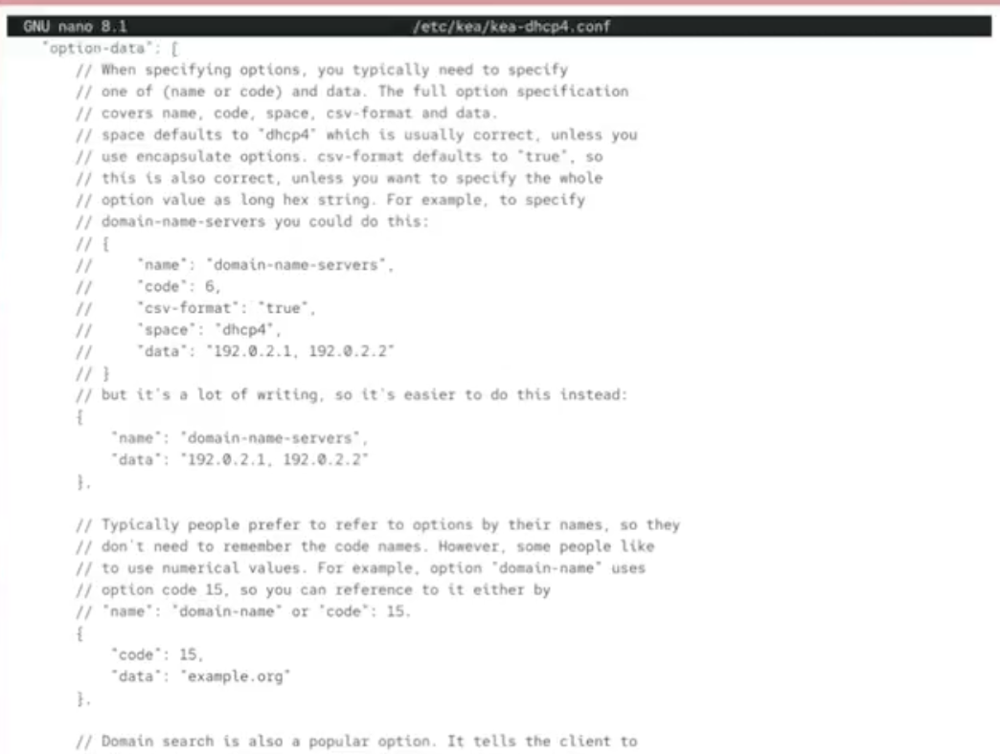 GNU nano 8.1 /etc/kea/kea-dhcp4.conf
"option-data": [
// When specifying options, you typically need to specify
// one of (name or code) and data. The full option specification
// covers name, code, space, csv-format and data.
// space defaults to "dhcp4" which is usually correct, unless you
// use encapsulate options. csv-format defaults to "true", so
// this is also correct, unless you want to specify the whole
// option value as long hex string. For example, to specify
// domain-name-servers you could do this:
// {
//     "name": "domain-name-servers",
//     "code": 6,
//     "csv-format": "true",
//     "space": "dhcp4",
//     "data": "192.0.2.1, 192.0.2.2"
// }
// but it's a lot of writing, so it's easier to do this instead:
{
"name": "domain-name-servers",
"data": "192.0.2.1, 192.0.2.2"
},
// Typically people prefer to refer to options by their names, so they
// don't need to remember the code names. However, some people like
// to use numerical values. For example, option "domain-name" uses
// option code 15, so you can reference to it either by
// "name": "domain-name" or "code": 15.
{
"code": 15,
"data": "example.org"
},
// Domain search is also a popular option. It tells the client to